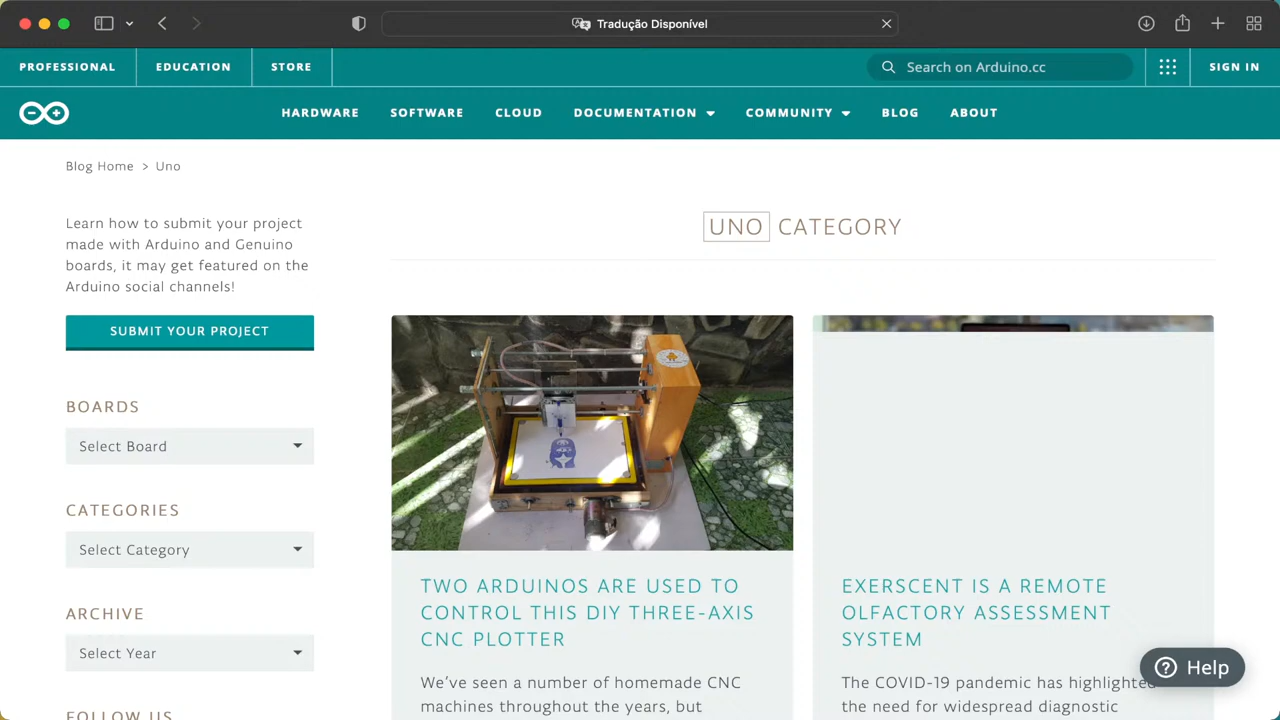 Tradução Disponível
PROFESSIONAL
EDUCATION
STORE
Search on Arduino.cc
SIGN IN
HARDWARE
SOFTWARE
CLOUD
DOCUMENTATION
COMMUNITY
BLOG
ABOUT
Blog Home > Uno
Learn how to submit your project
made with Arduino and Genuino
boards, it may get featured on the
Arduino social channels!
SUBMIT YOUR PROJECT
BOARDS
Select Board
CATEGORIES
Select Category
ARCHIVE
Select Year
FOLLOW US
UNO CATEGORY
TWO ARDUINOS ARE USED TO
CONTROL THIS DIY THREE-AXIS
CNC PLOTTER
We've seen a number of homemade CNC
machines throughout the years, but
EXERSCENT IS A REMOTE
OLFACTORY ASSESSMENT
SYSTEM
The COVID-19 pandemic has highlighted
the need for widespread diagnostic
Help